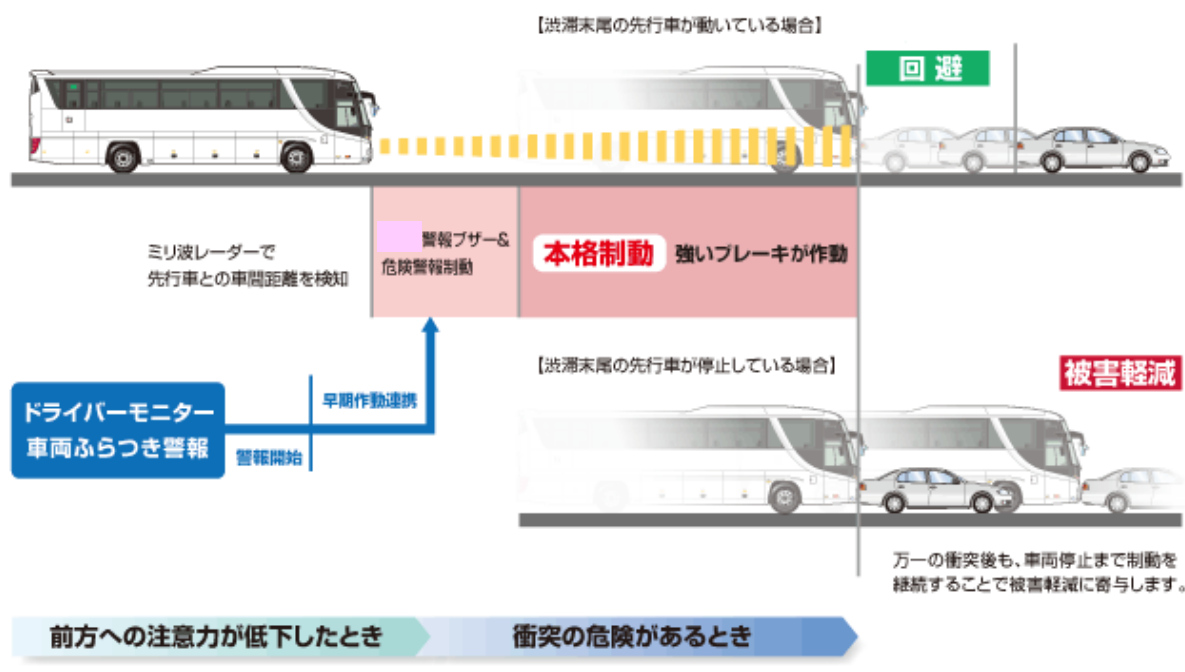 【渋滞末尾の先行車が動いている場合】
回避
ミリ波レーダーで
先行車との車間距離を検知
警報ブザー&
危険警報制動
本格制動 強いブレーキが作動
【渋滞末尾の先行車が停止している場合】
被害軽減
ドライバーモニター
車両ふらつき警報
警報開始
早期作動連携
万一の衝突後も、車両停止まで制動を
継続することで被害軽減に寄与します。
前方への注意力が低下したとき
衝突の危険があるとき